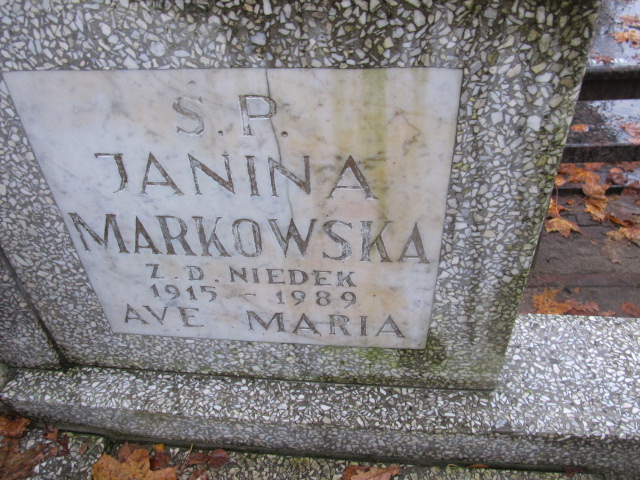 S.P.
JANINA
MARKOWSKA
Z.D. NIEDEK
1915 - 1989
AVE MARIA